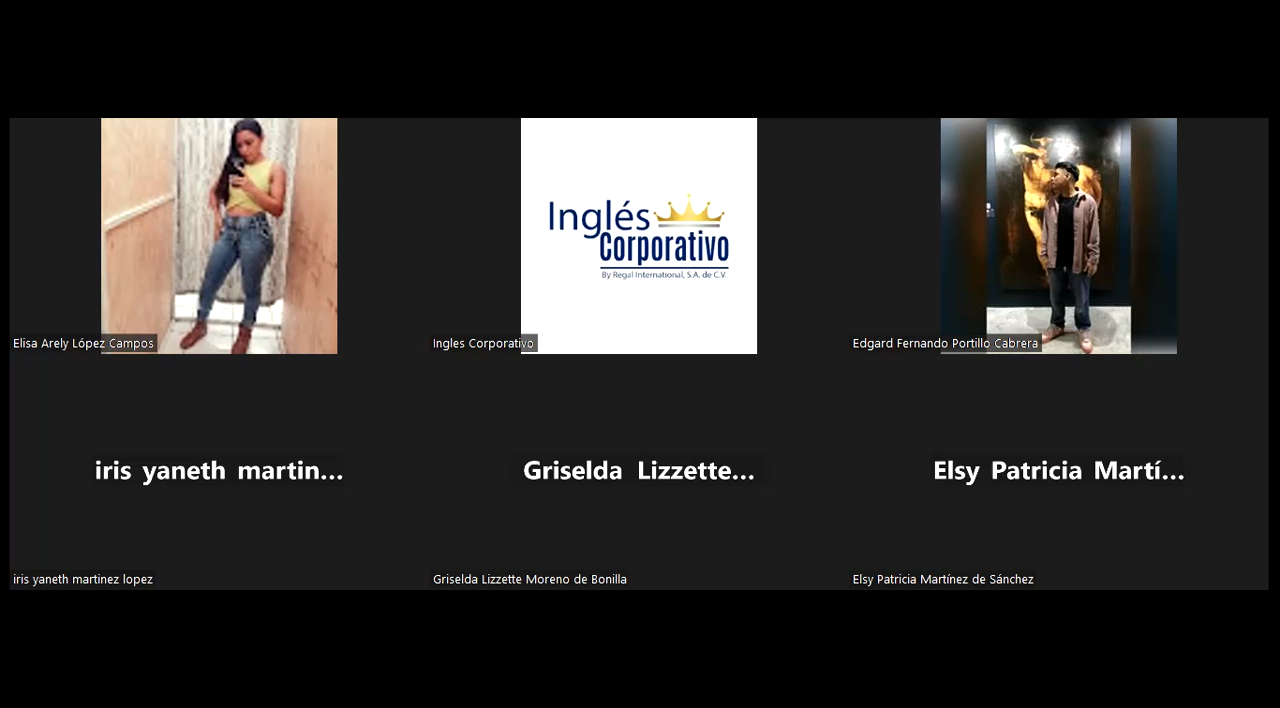 Inglés
Corporativo
By Regal International, S.A. de C.V.
Elisa Arely López Campos
Ingles Corporativo
Edgard Fernando Portillo Cabrera
iris yaneth martin...
Griselda Lizzette...
Elsy Patricia Martí...
iris yaneth martinez lopez
Griselda Lizzette Moreno de Bonilla
Elsy Patricia Martínez de Sánchez